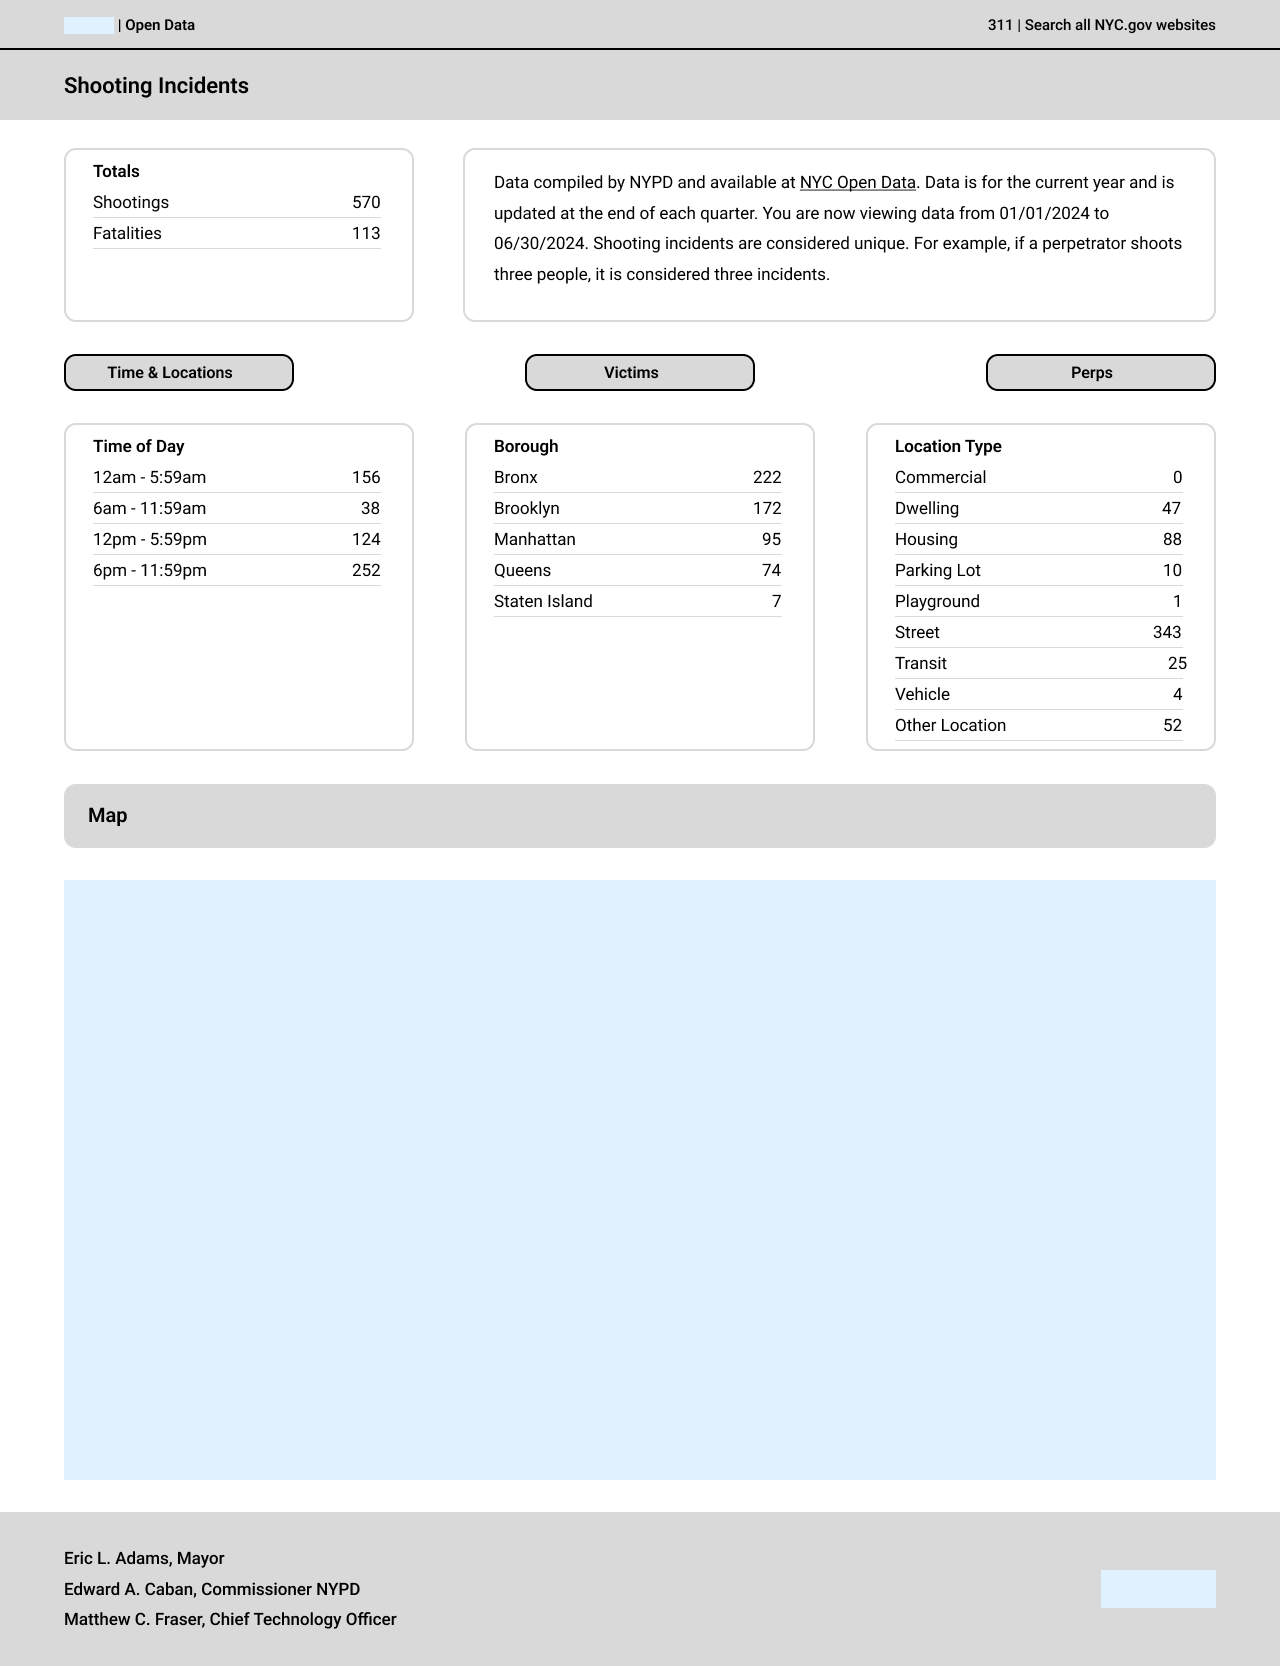 | Open Data
311 | Search all NYC.gov websites
Shooting Incidents
Totals
Shootings 570
Fatalities 113
Data compiled by NYPD and available at NYC Open Data. Data is for the current year and is
updated at the end of each quarter. You are now viewing data from 01/01/2024 to
06/30/2024. Shooting incidents are considered unique. For example, if a perpetrator shoots
three people, it is considered three incidents.
Time & Locations
Victims
Perps
Time of Day
12am - 5:59am 156
6am - 11:59am 38
12pm - 5:59pm 124
6pm - 11:59pm 252
Borough
Bronx 222
Brooklyn 172
Manhattan 95
Queens 74
Staten Island 7
Location Type
Commercial 0
Dwelling 47
Housing 88
Parking Lot 10
Playground 1
Street 343
Transit 25
Vehicle 4
Other Location 52
Map
Eric L. Adams, Mayor
Edward A. Caban, Commissioner NYPD
Matthew C. Fraser, Chief Technology Officer